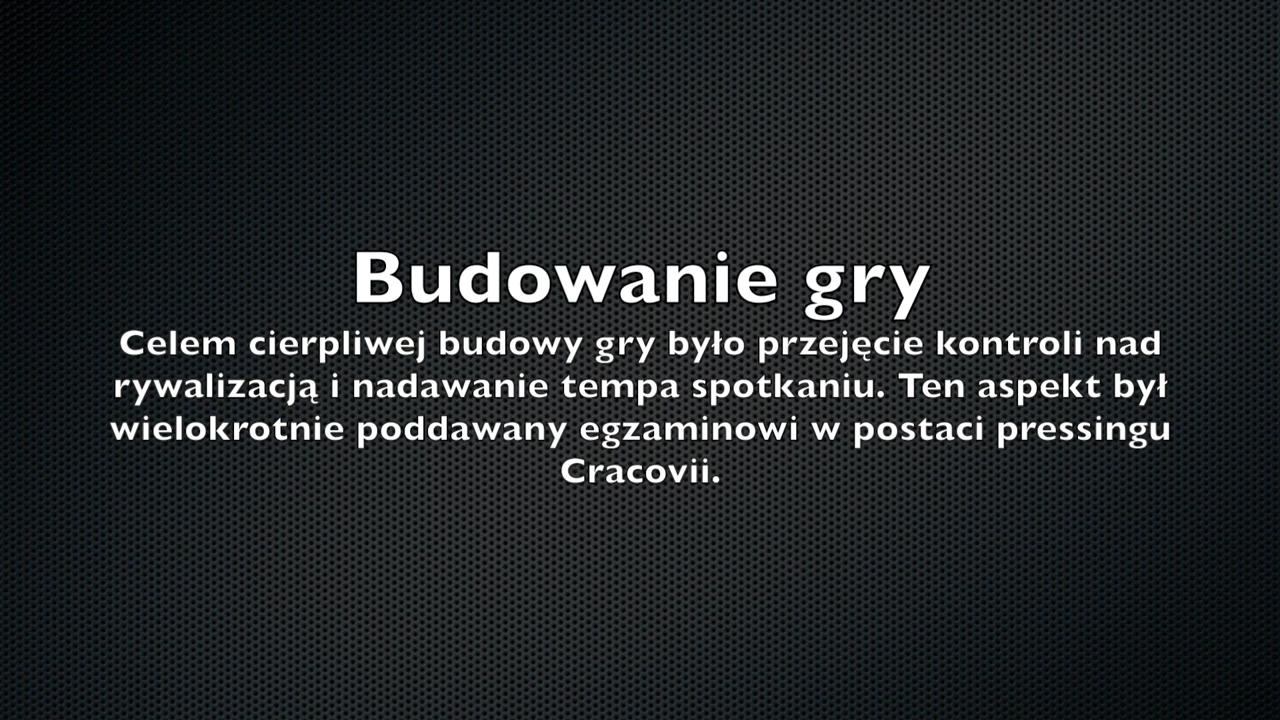 Budowanie gry
Celem cierpliwej budowy gry było przejęcie kontroli nad
rywalizacją i nadawanie tempa spotkaniu. Ten aspekt był
wielokrotnie poddawany egzaminowi w postaci pressingu
Cracovii.